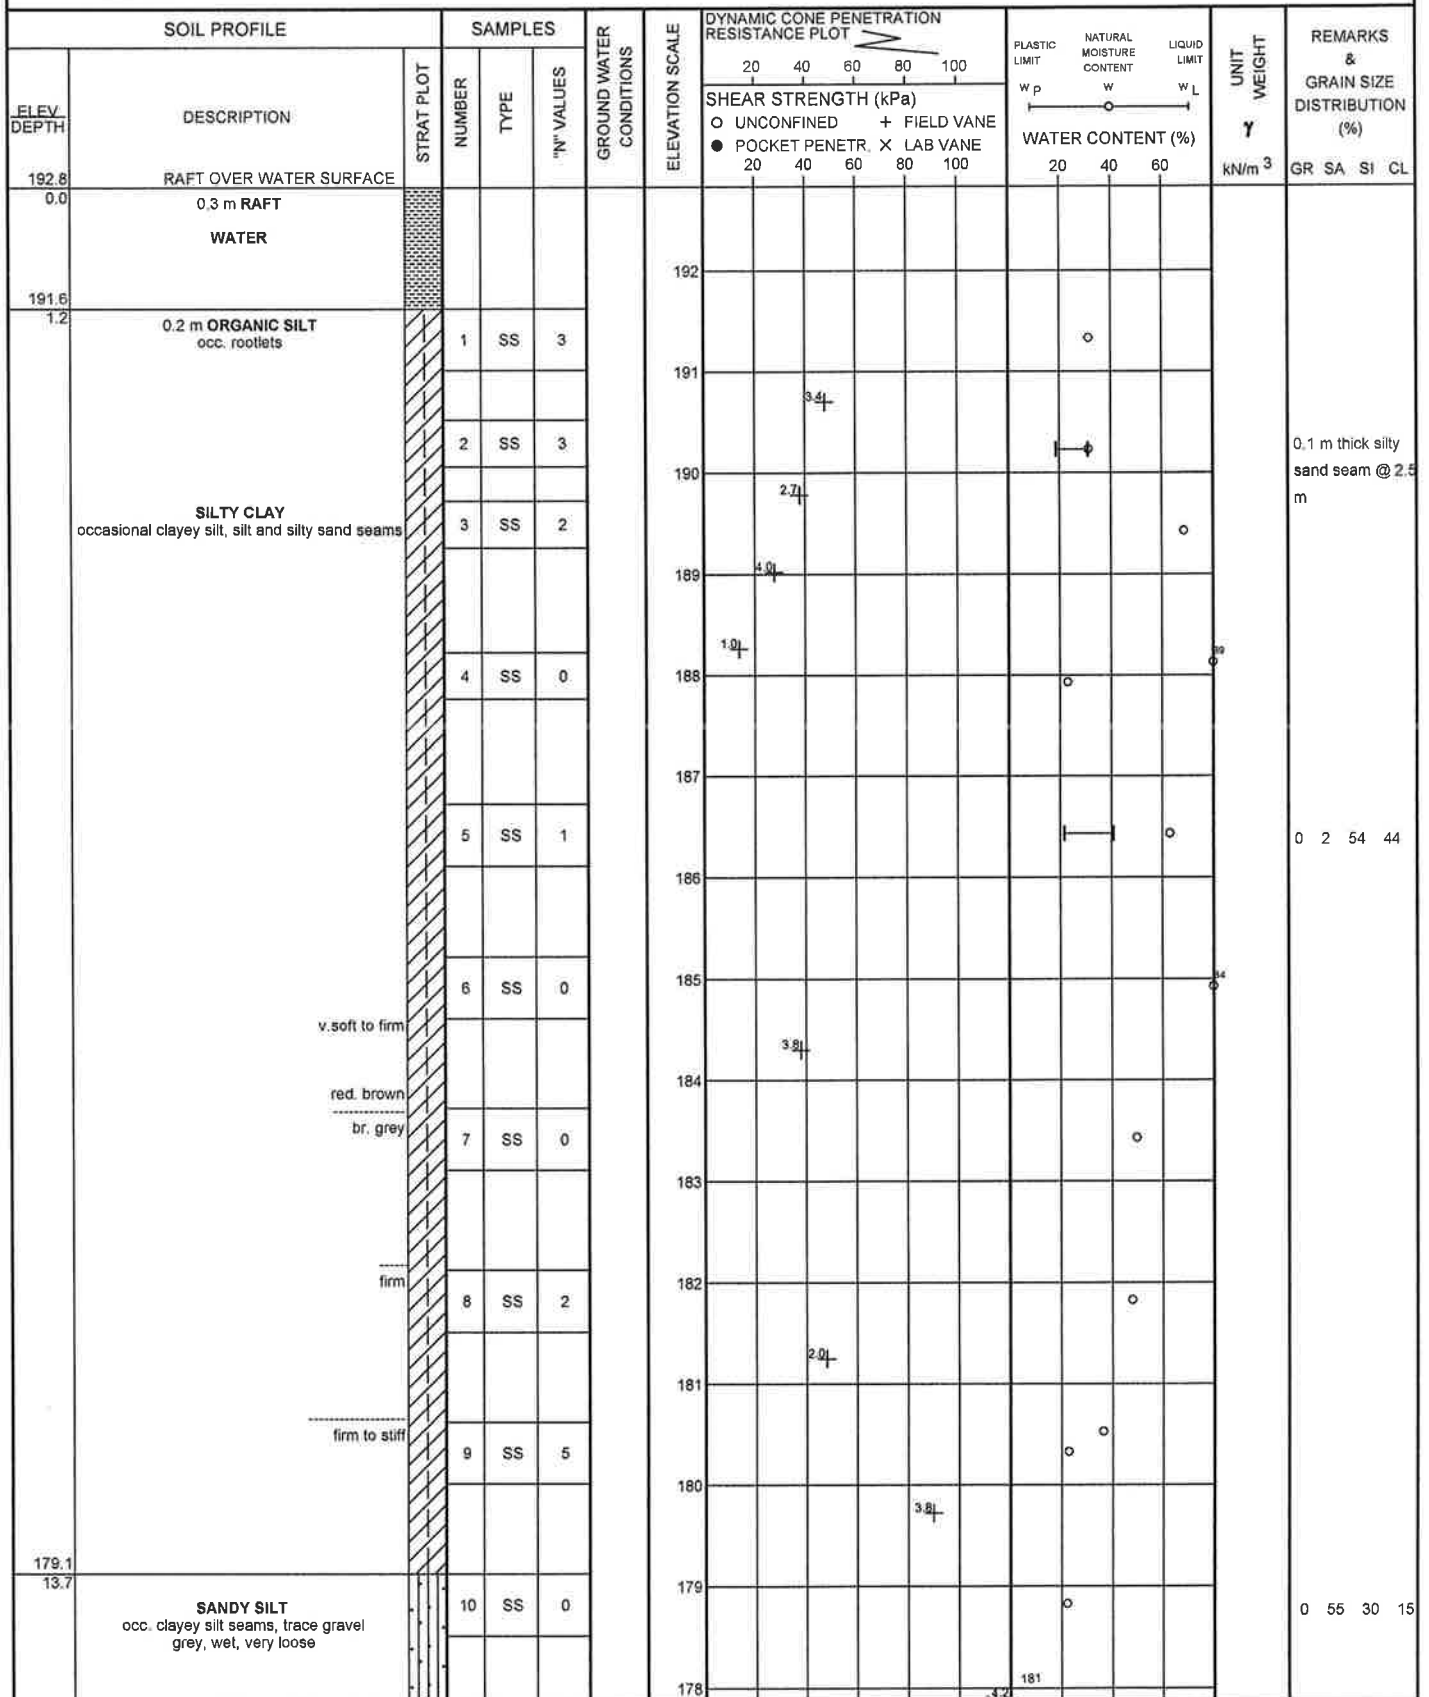 SOIL PROFILE
SAMPLES
GROUND WATER
CONDITIONS
ELEVATION SCALE
DYNAMIC CONE PENETRATION
RESISTANCE PLOT
20 40 60 80 100
SHEAR STRENGTH (kPa)
UNCONFINED + FIELD VANE
POCKET PENETR. X LAB VANE
20 40 60 80 100
PLASTIC
LIMIT
NATURAL
MOISTURE
CONTENT
LIQUID
LIMIT
W P
W
W L
WATER CONTENT (%)
20 40 60
UNIT
WEIGHT
γ
kN/m 3
REMARKS
&
GRAIN SIZE
DISTRIBUTION
(%)
GR SA SI CL
ELEV
DEPTH
DESCRIPTION
STRAT PLOT
NUMBER
TYPE
"N" VALUES
192.8
RAFT OVER WATER SURFACE
0.0
0.3 m RAFT
WATER
192
191.6
1.2
0.2 m ORGANIC SILT
occ. rootlets
1 SS 3
191
3.4
2 SS 3
0.1 m thick silty
sand seam @ 2.5
m
190
2.7
SILTY CLAY
occasional clayey silt, silt and silty sand seams
3 SS 2
4.0
189
1.0
4 SS 0
188
187
5 SS 1
0 2 54 44
186
185
6 SS 0
v.soft to firm
3.8
184
red. brown
br. grey
7 SS 0
183
182
firm
8 SS 2
2.0
181
firm to stiff
9 SS 5
180
3.8
179.1
13.7
179
SANDY SILT
occ. clayey silt seams, trace gravel
grey, wet, very loose
10 SS 0
0 55 30 15
181
178
4.2